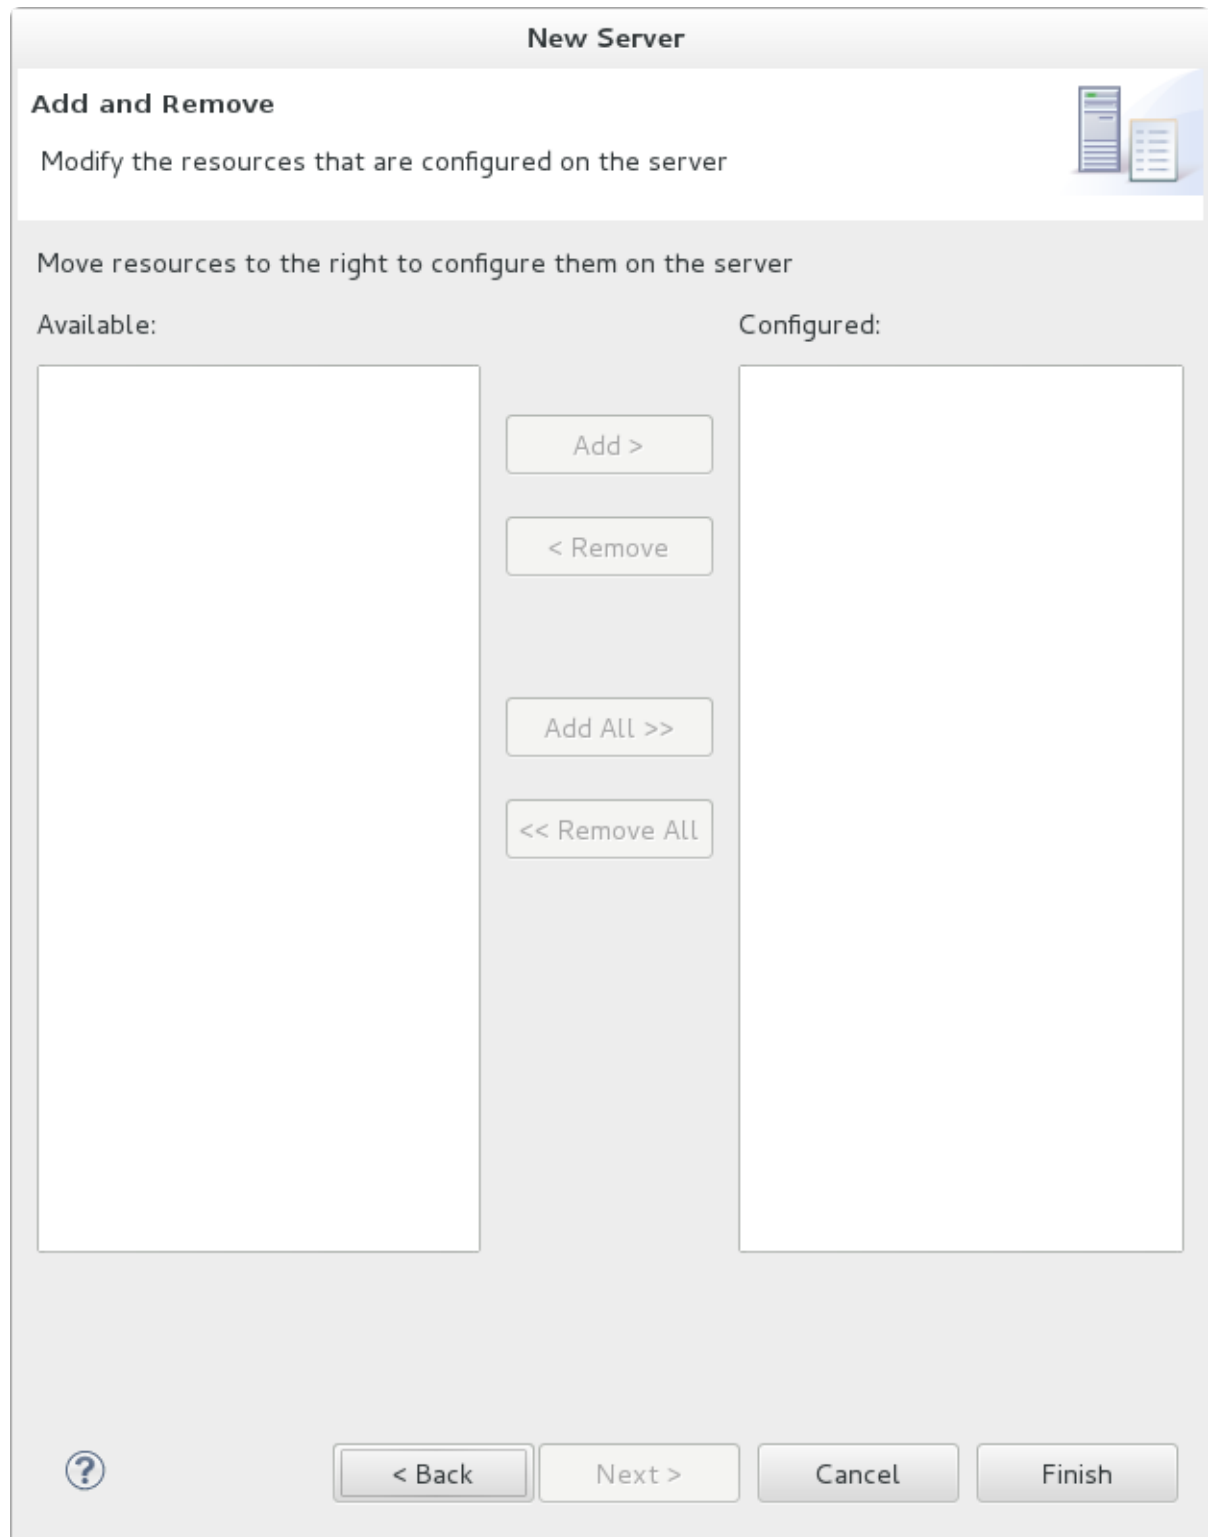 New Server
Add and Remove
Modify the resources that are configured on the server
Move resources to the right to configure them on the server
Available:
Configured:
Add >
< Remove
Add All >>
<< Remove All
?
< Back
Next >
Cancel
Finish